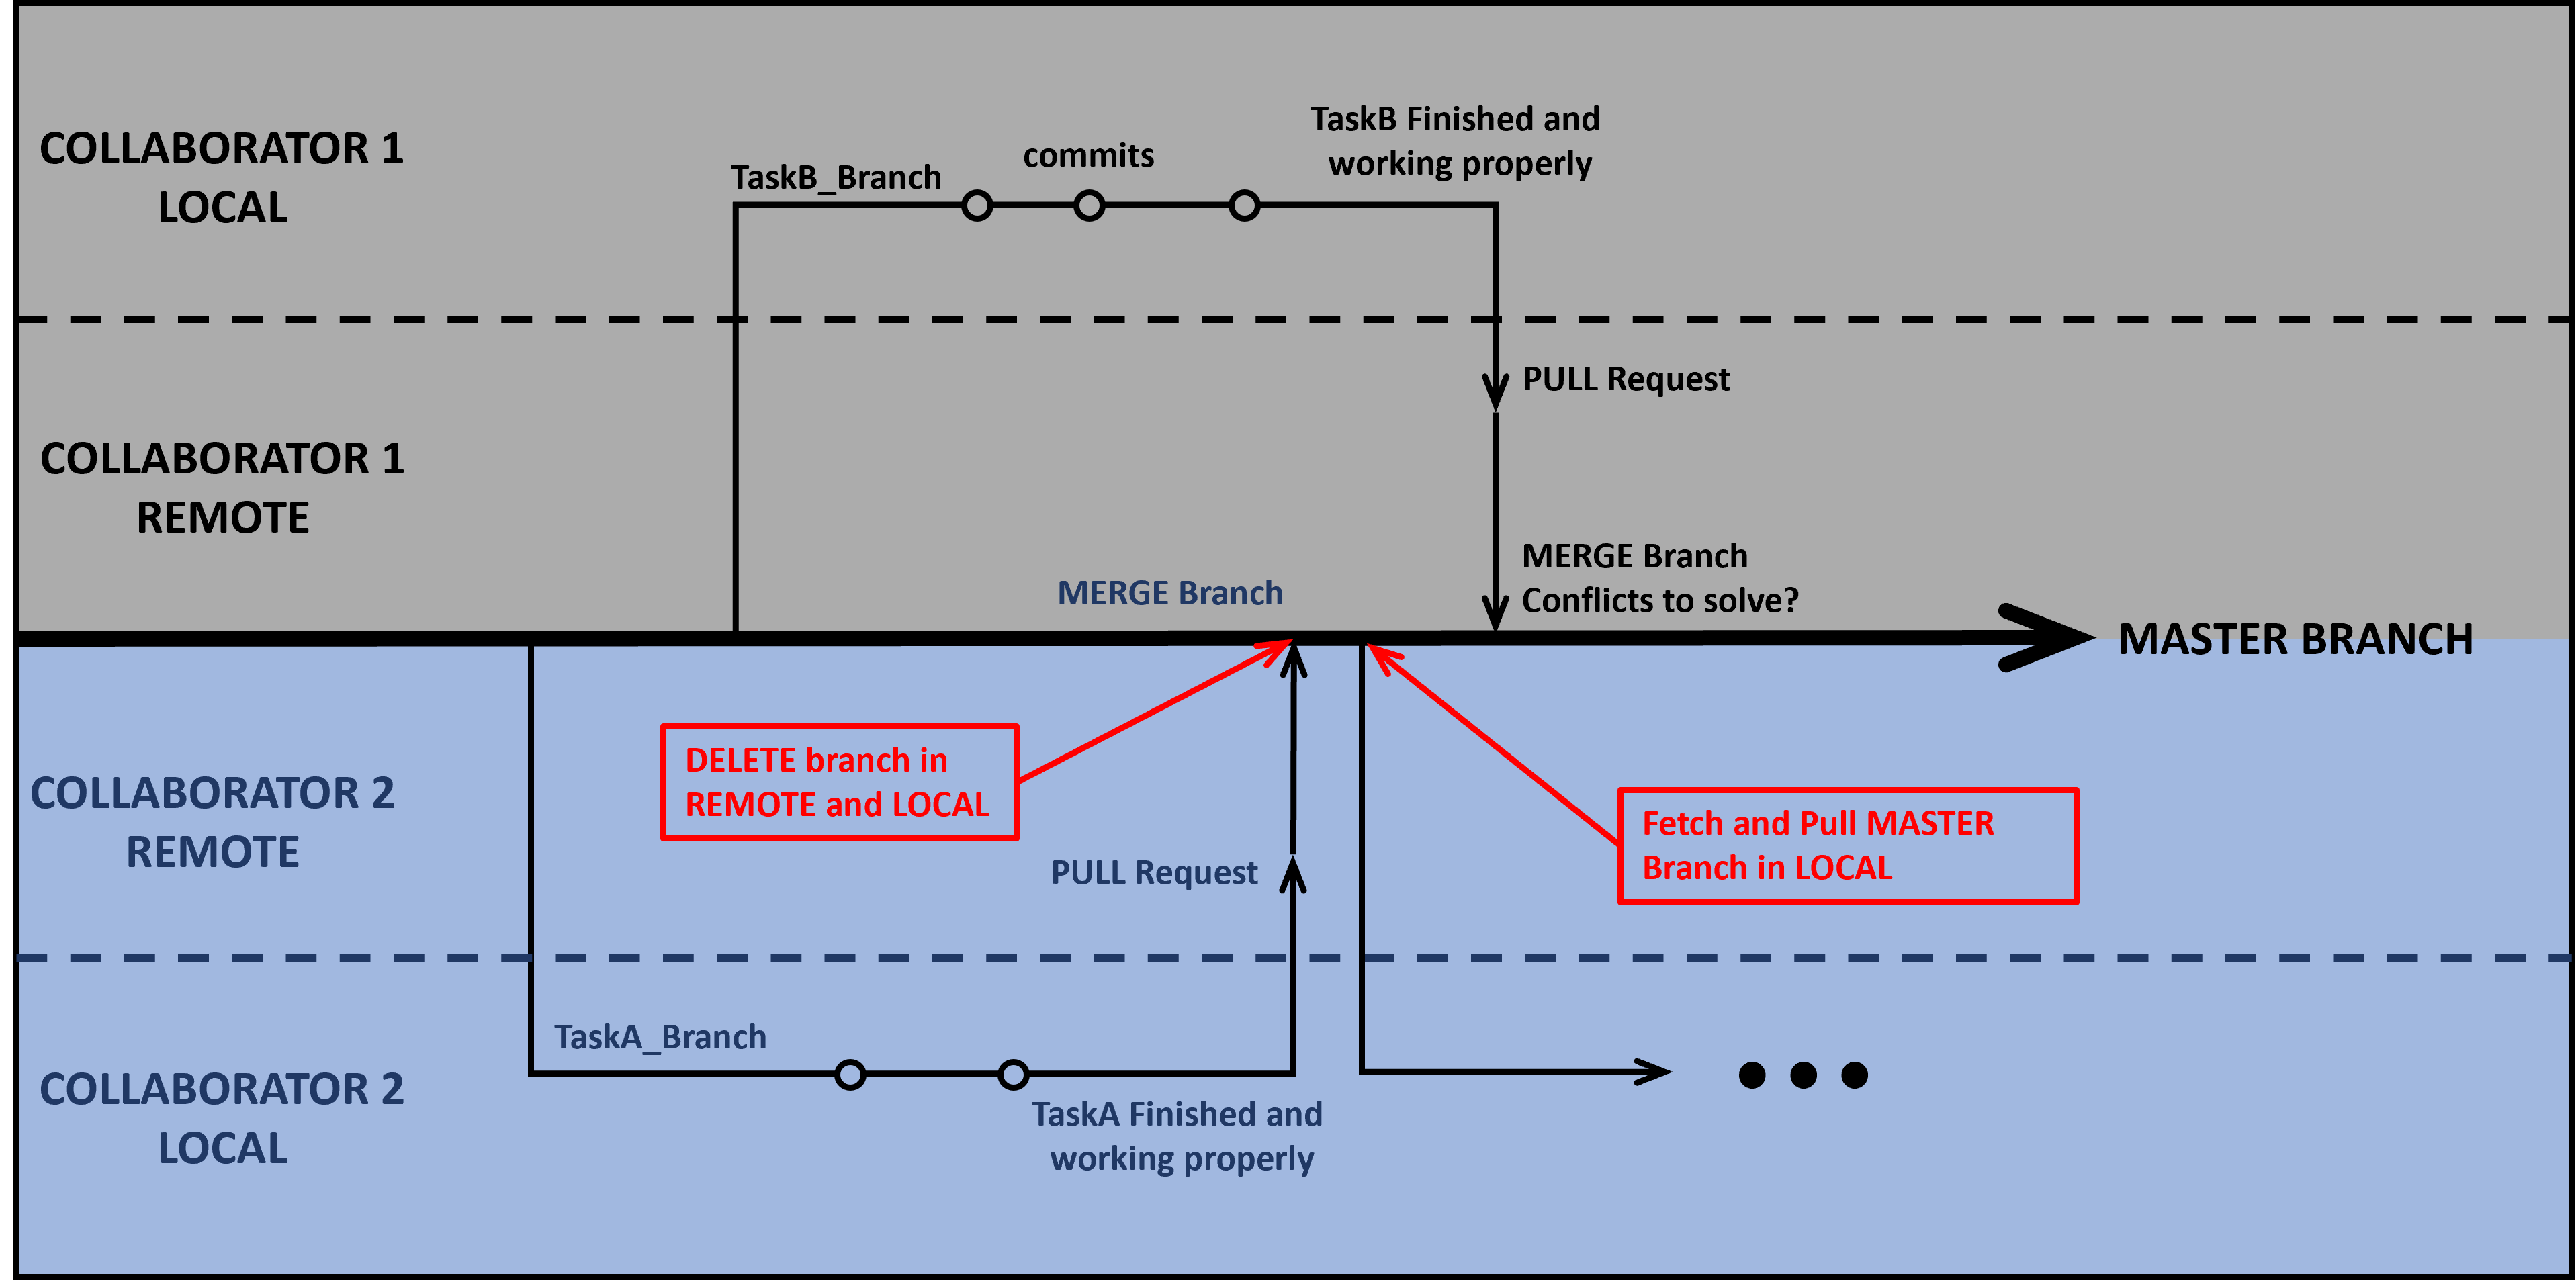 COLLABORATOR 1
LOCAL
TaskB_Branch
commits
TaskB Finished and
working properly
COLLABORATOR 1
REMOTE
PULL Request
MERGE Branch
MERGE Branch
Conflicts to solve?
MASTER BRANCH
COLLABORATOR 2
REMOTE
DELETE branch in
REMOTE and LOCAL
PULL Request
Fetch and Pull MASTER
Branch in LOCAL
COLLABORATOR 2
LOCAL
TaskA_Branch
TaskA Finished and
working properly